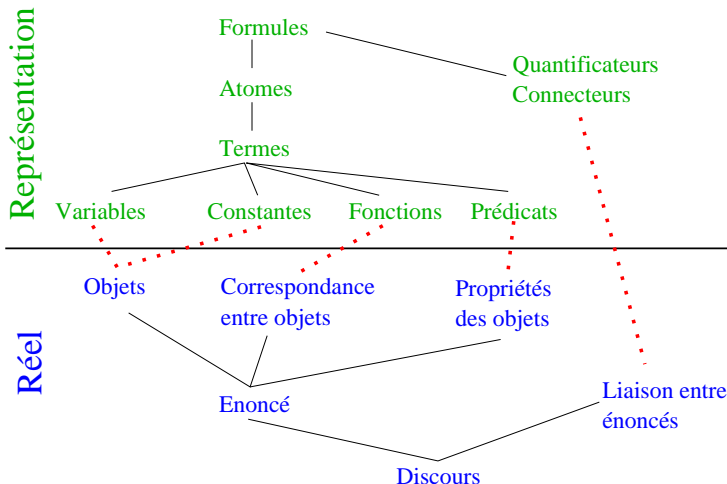 Représentation
Formules
Quantificateurs
Connecteurs
Atomes
Termes
Variables
Constantes
Fonctions
Prédicats
Réel
Objets
Correspondance
entre objets
Propriétés
des objets
Enoncé
Liaison entre
énoncés
Discours